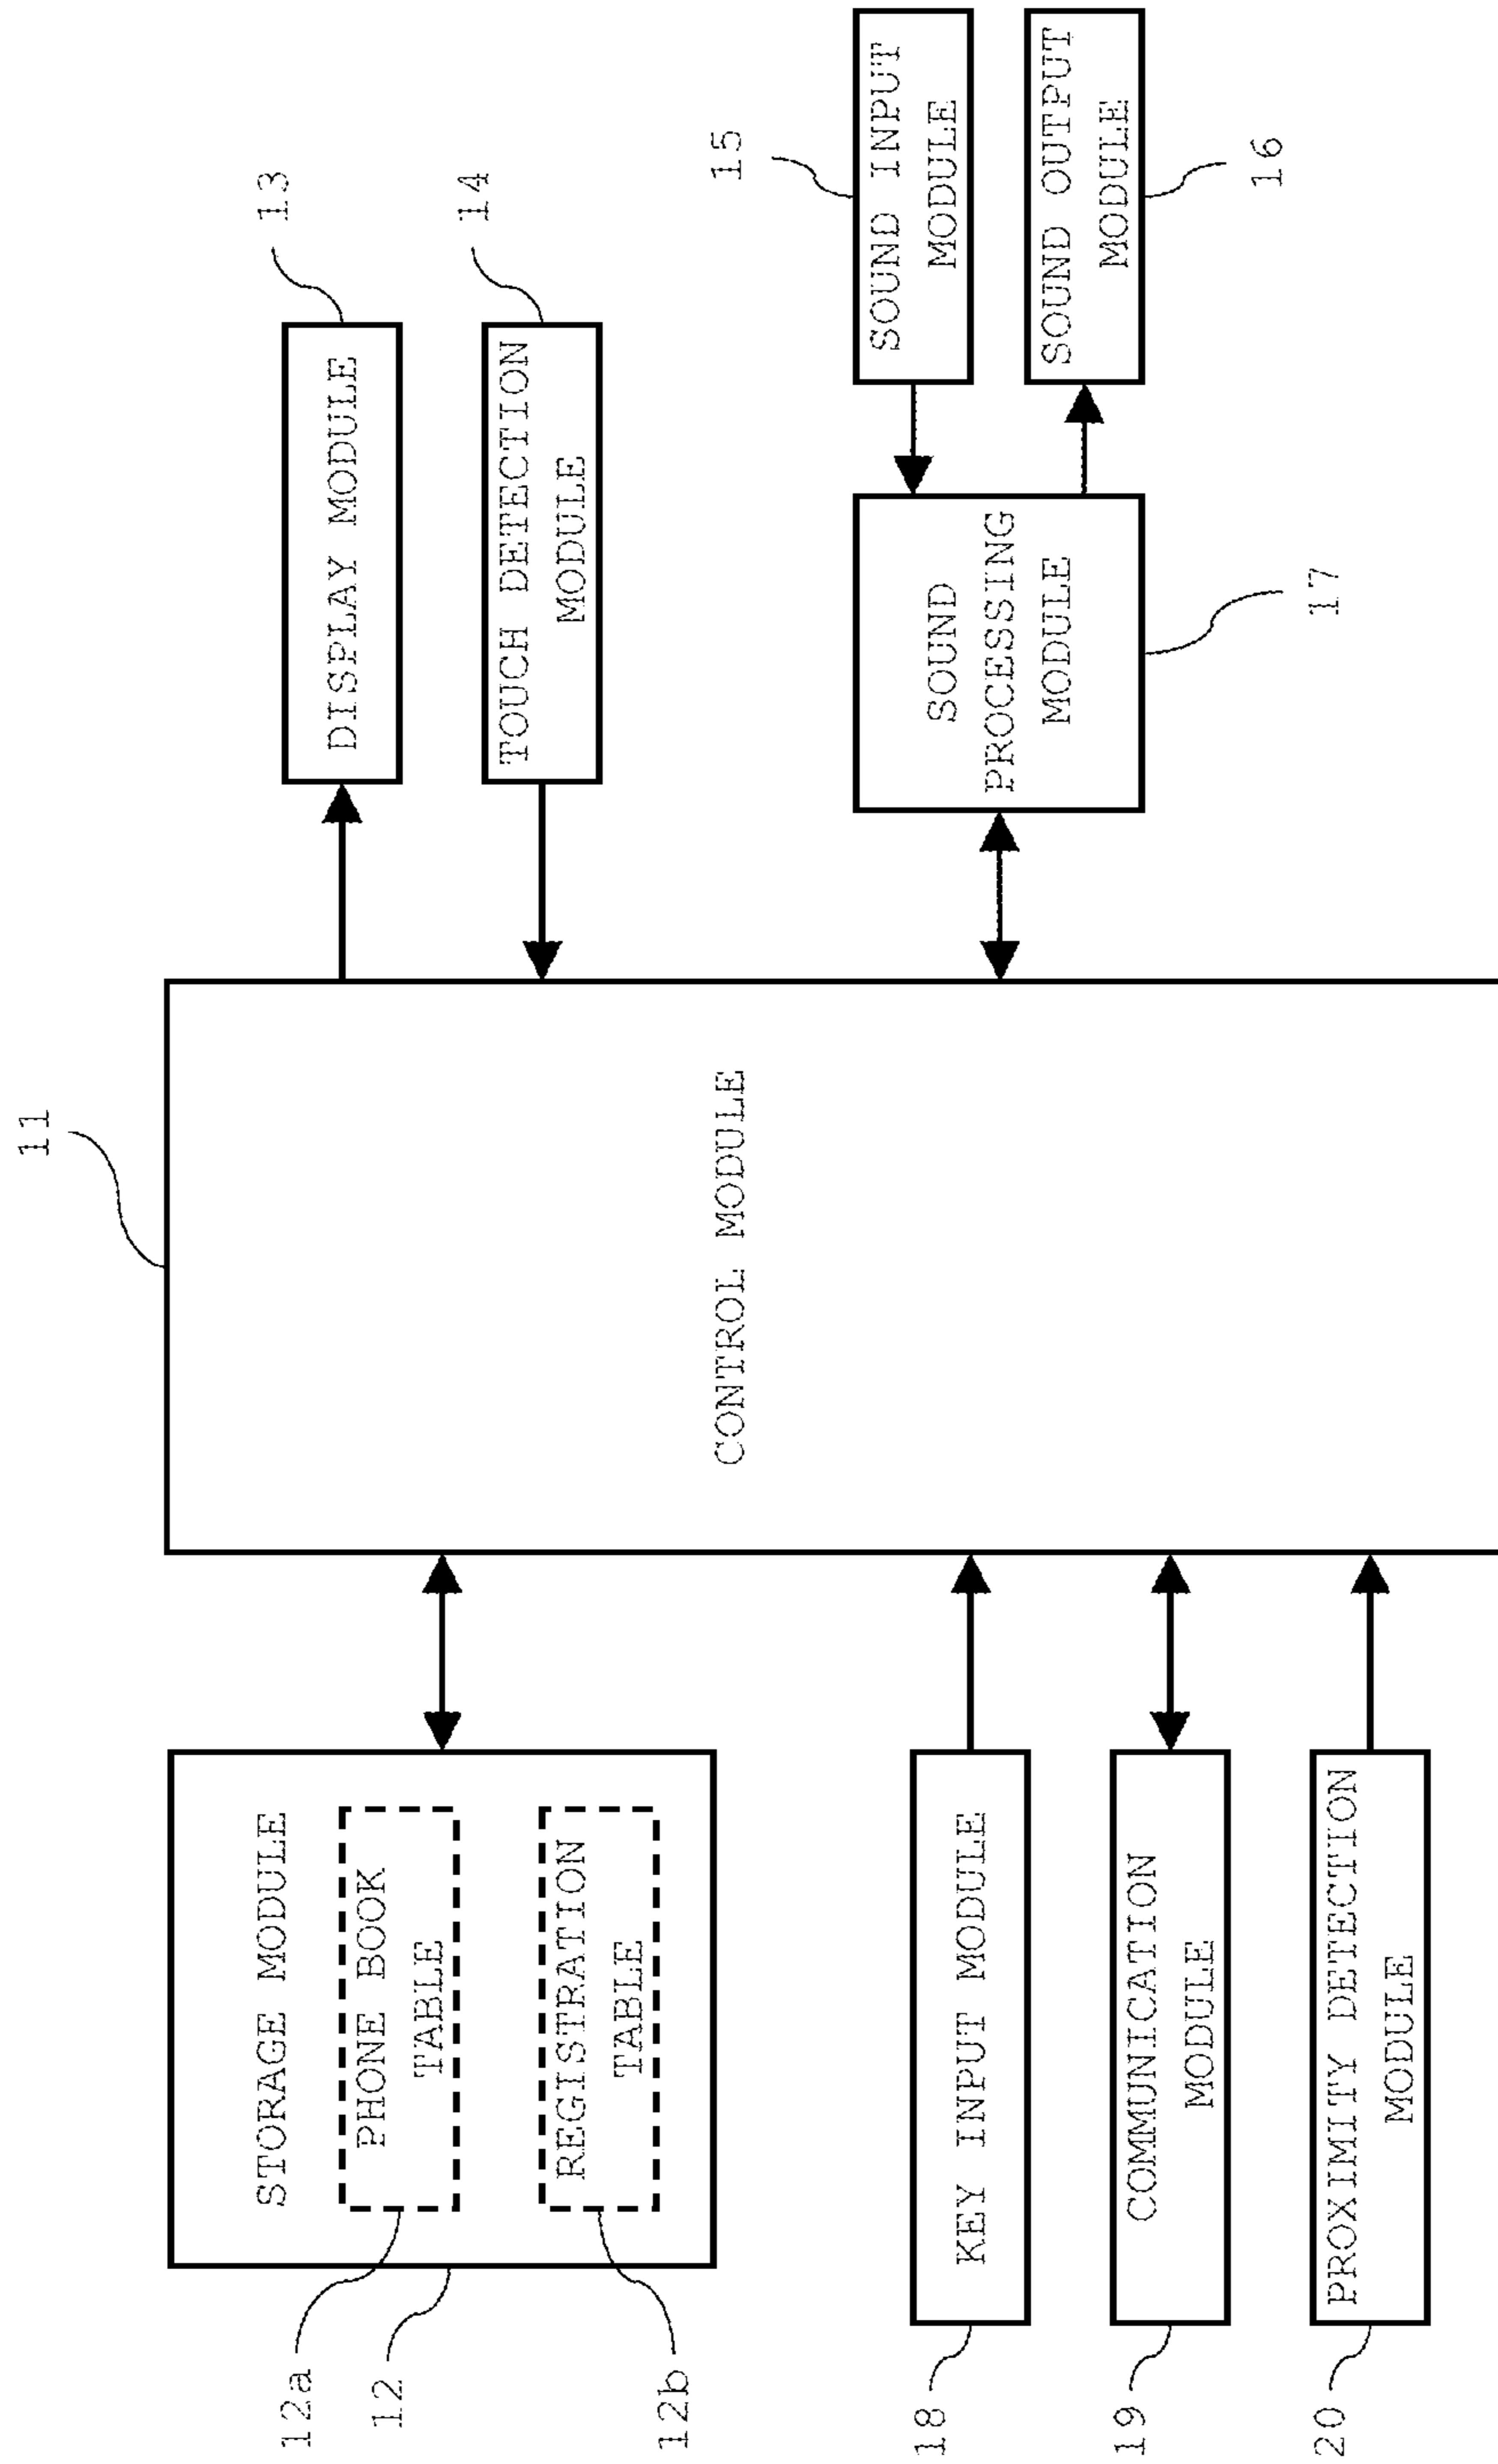 11
CONTROL MODULE
12a
12
12b
STORAGE MODULE
PHONE BOOK
TABLE
REGISTRATION
TABLE
18
KEY INPUT MODULE
19
COMMUNICATION
MODULE
20
PROXIMITY DETECTION
MODULE
DISPLAY MODULE
13
TOUCH DETECTION
MODULE
14
SOUND
PROCESSING
MODULE
17
15
SOUND INPUT
MODULE
SOUND OUTPUT
MODULE
16